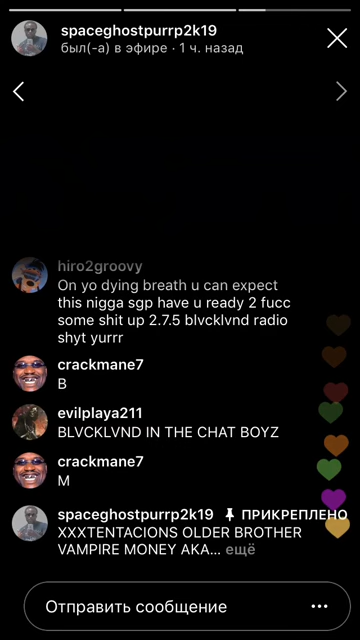 spaceghostpurrp2k19
был(-а) в эфире · 1 ч. назад
hiro2groovy
On yo dying breath u can expect
this nigga sgp have u ready 2 fucc
some shit up 2.7.5 blvcklvnd radio
shyt yurrr
crackmane7
B
evilplaya211
BLVCKLVND IN THE CHAT BOYZ
crackmane7
M
spaceghostpurrp2k19 ПРИКРЕПЛЕНО
XXXTENTACIONS OLDER BROTHER
VAMPIRE MONEY AKA... ещё
Отправить сообщение